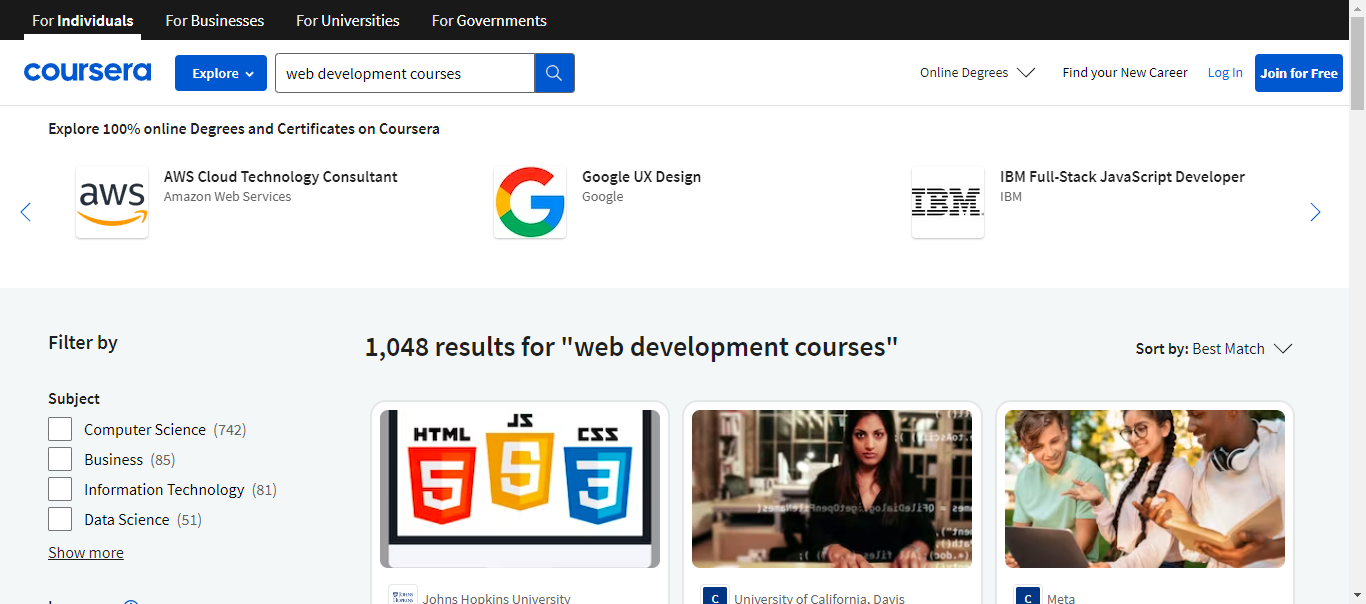 For Individuals For Businesses For Universities For Governments
coursera Explore web development courses Online Degrees Find your New Career Log In Join for Free
Explore 100% online Degrees and Certificates on Coursera
aws AWS Cloud Technology Consultant
Amazon Web Services
G Google UX Design
Google
IBM IBM Full-Stack JavaScript Developer
IBM
Filter by
1,048 results for "web development courses"
Sort by: Best Match
Subject
Computer Science (742)
Business (85)
Information Technology (81)
Data Science (51)
Show more
HTML JS CSS
5 5 3
JOHNS HOPKINS Johns Hopkins University
C University of California, Davis
C Meta